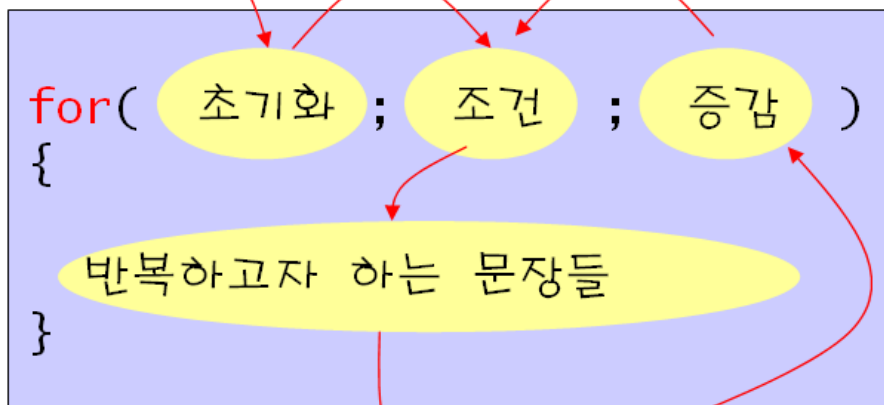 for( 초기화 ; 조건 ; 증감 )
{
반복하고자 하는 문장들
}